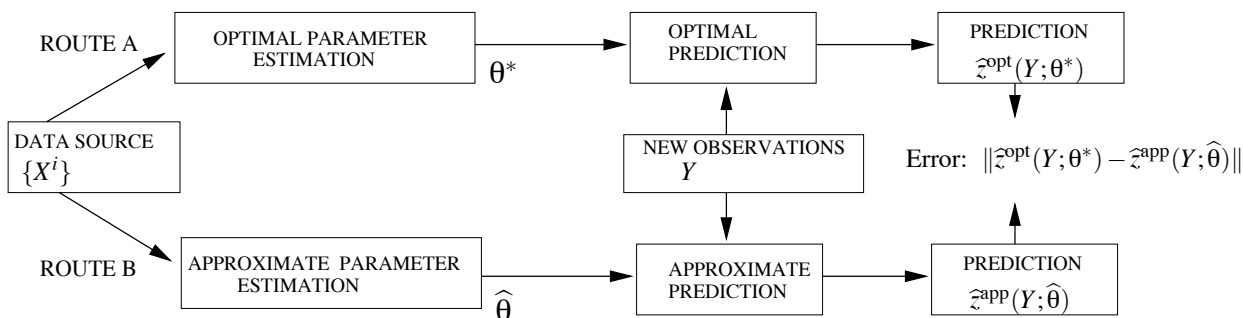 ROUTE A
OPTIMAL PARAMETER
ESTIMATION
θ*
OPTIMAL
PREDICTION
PREDICTION
ẑ^opt(Y;θ*)
DATA SOURCE
{X^i}
NEW OBSERVATIONS
Y
Error: ‖ẑ^opt(Y;θ*) − ẑ^app(Y;θ̂)‖
ROUTE B
APPROXIMATE PARAMETER
ESTIMATION
θ̂
APPROXIMATE
PREDICTION
PREDICTION
ẑ^app(Y;θ̂)